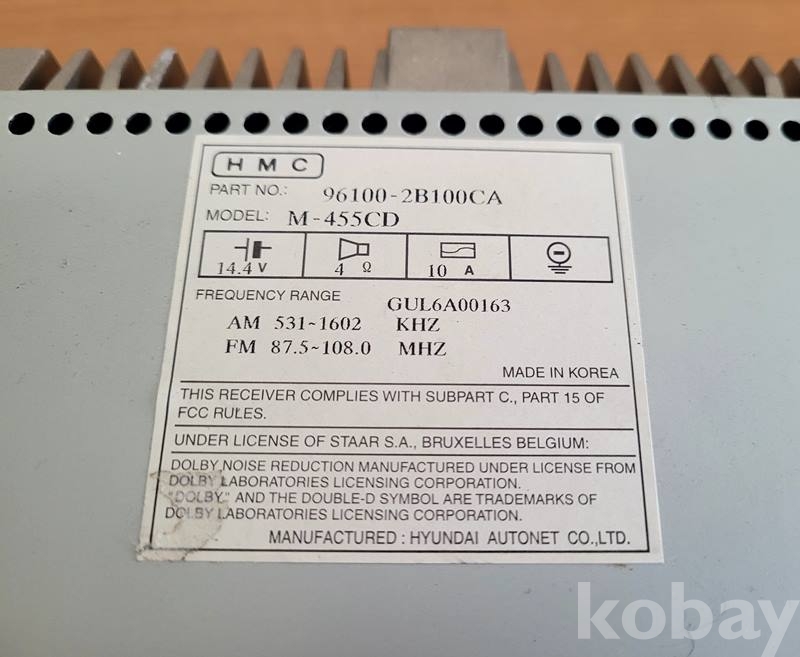 HMC
PART NO.: 96100-2B100CA
MODEL: M-455CD
14.4 V 4 Ω 10 A
FREQUENCY RANGE GUL6A00163
AM 531~1602 KHZ
FM 87.5~108.0 MHZ
MADE IN KOREA
THIS RECEIVER COMPLIES WITH SUBPART C., PART 15 OF
FCC RULES.
UNDER LICENSE OF STAAR S.A., BRUXELLES BELGIUM:
DOLBY NOISE REDUCTION MANUFACTURED UNDER LICENSE FROM
DOLBY LABORATORIES LICENSING CORPORATION.
"DOLBY" AND THE DOUBLE-D SYMBOL ARE TRADEMARKS OF
DOLBY LABORATORIES LICENSING CORPORATION.
MANUFACTURED : HYUNDAI AUTONET CO.,LTD.
kobay